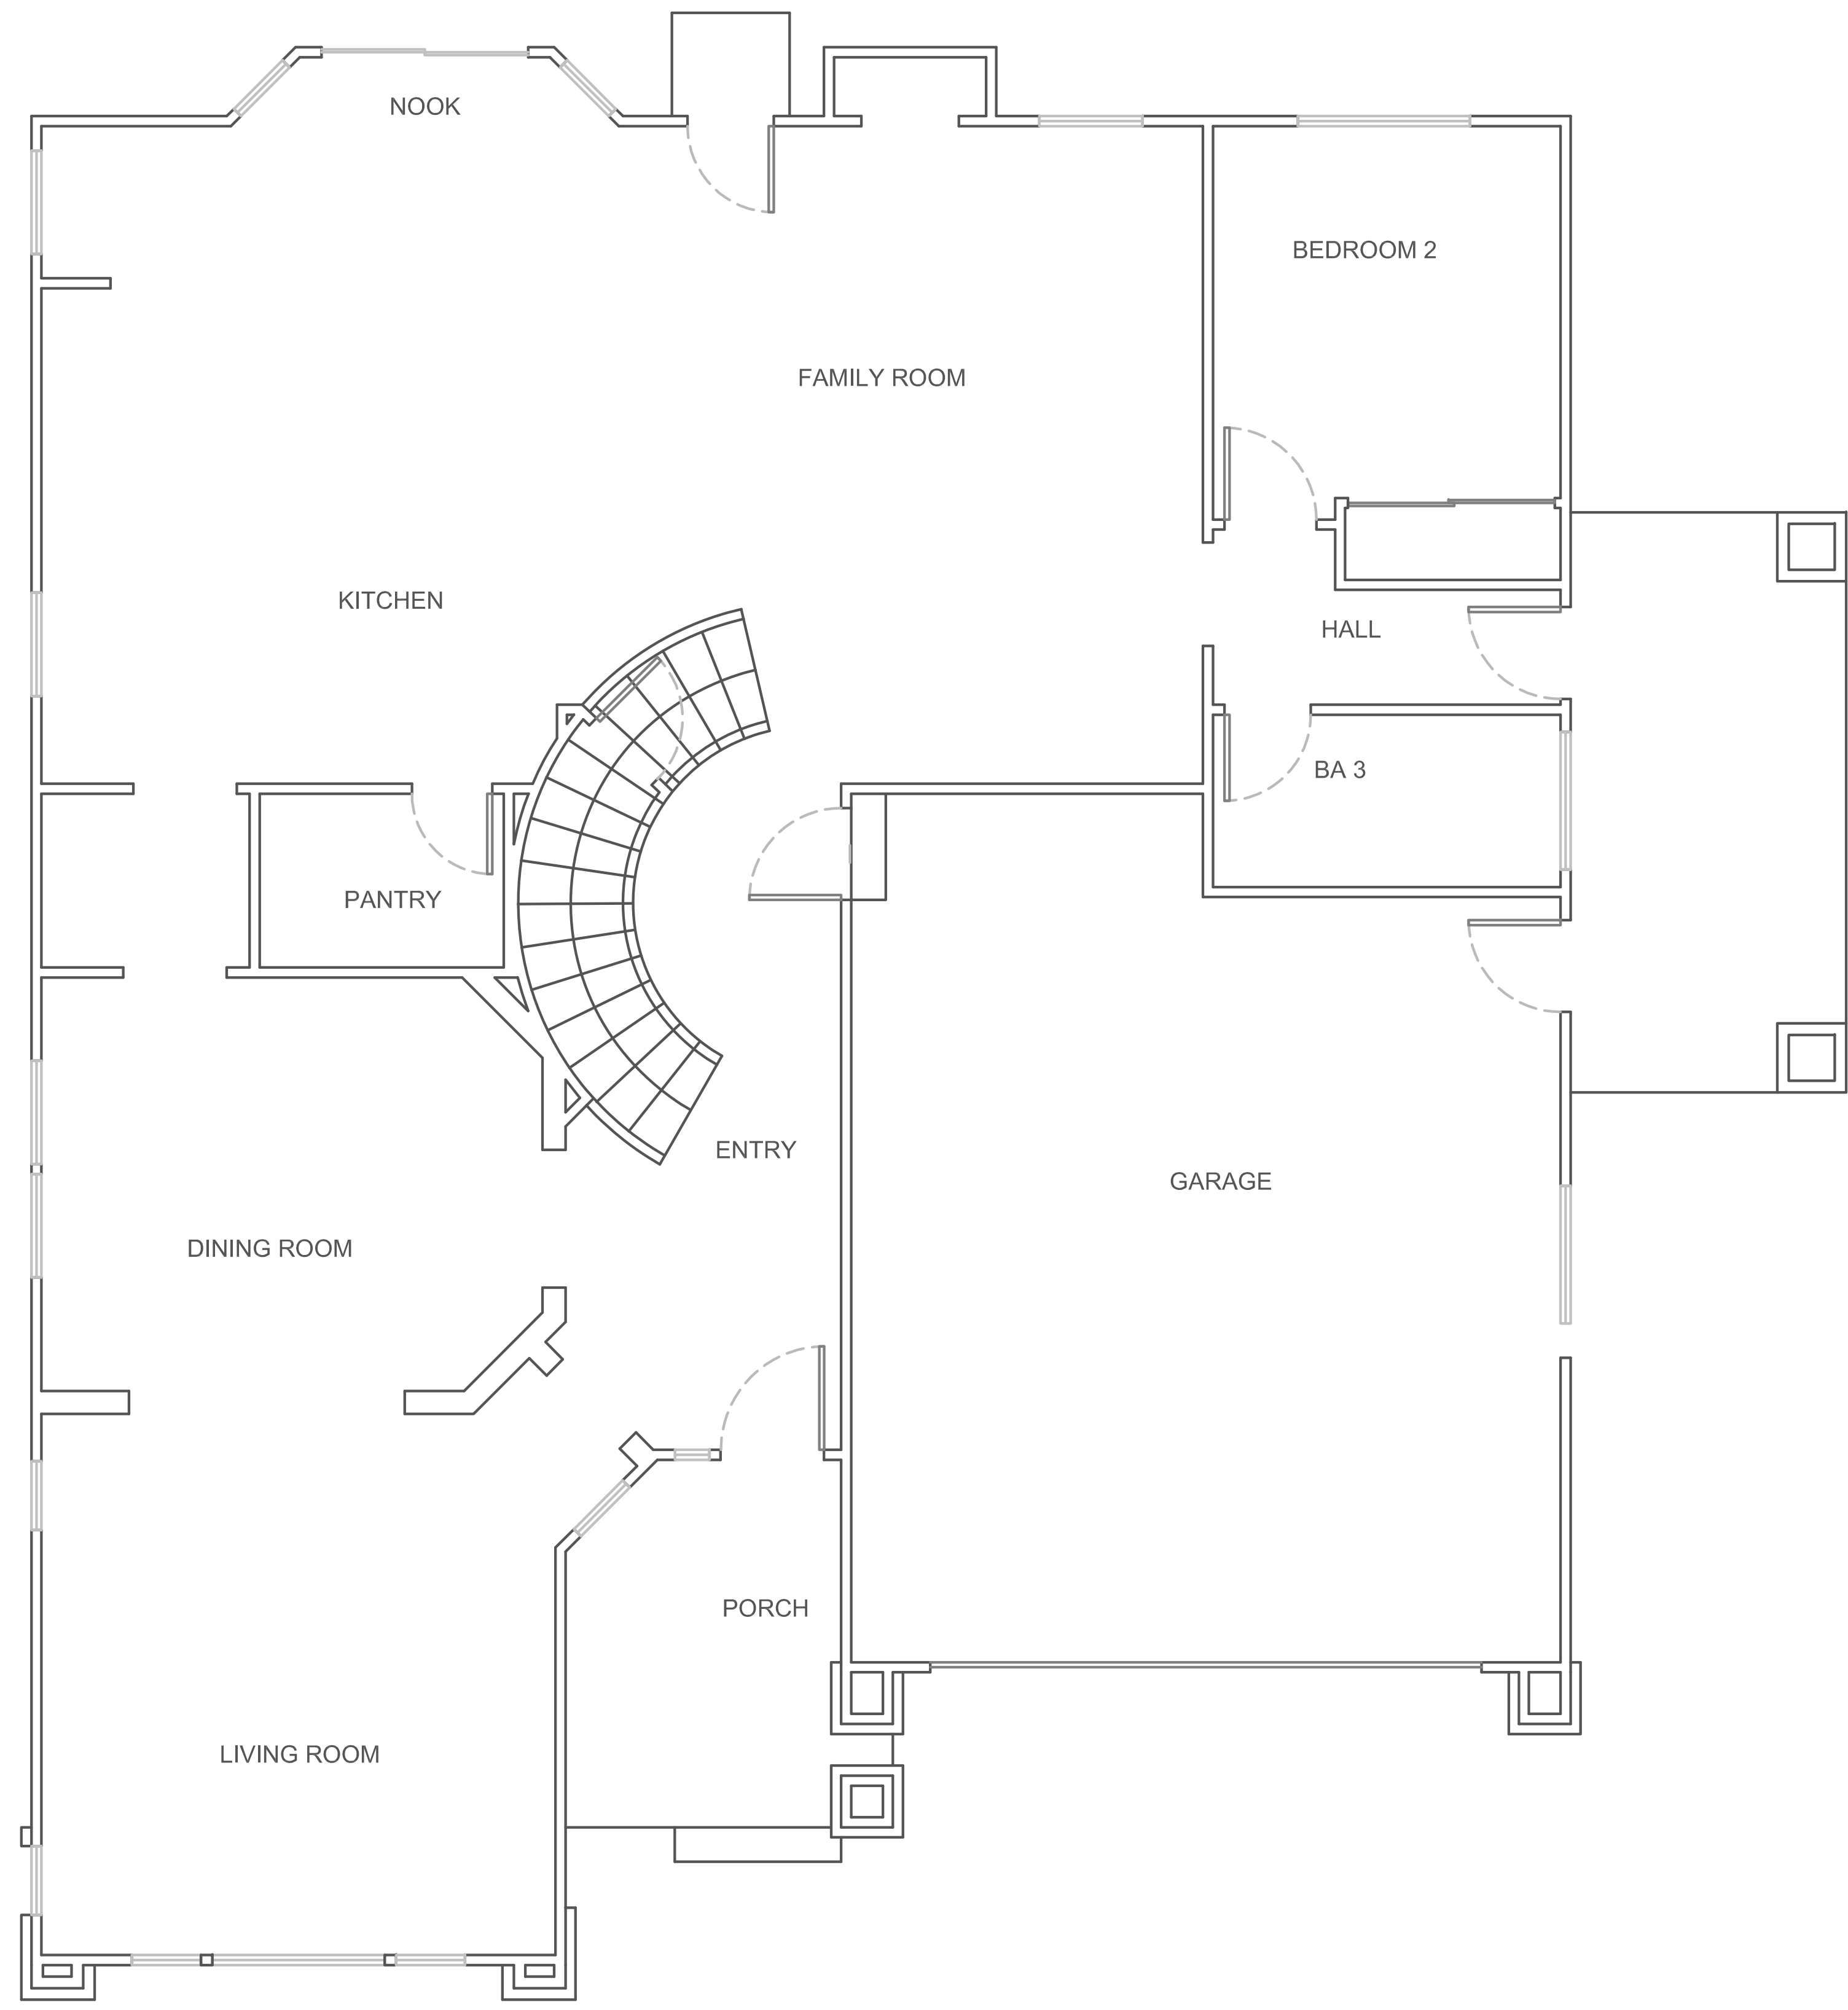 NOOK
BEDROOM 2
FAMILY ROOM
KITCHEN
HALL
BA 3
PANTRY
ENTRY
GARAGE
DINING ROOM
PORCH
LIVING ROOM